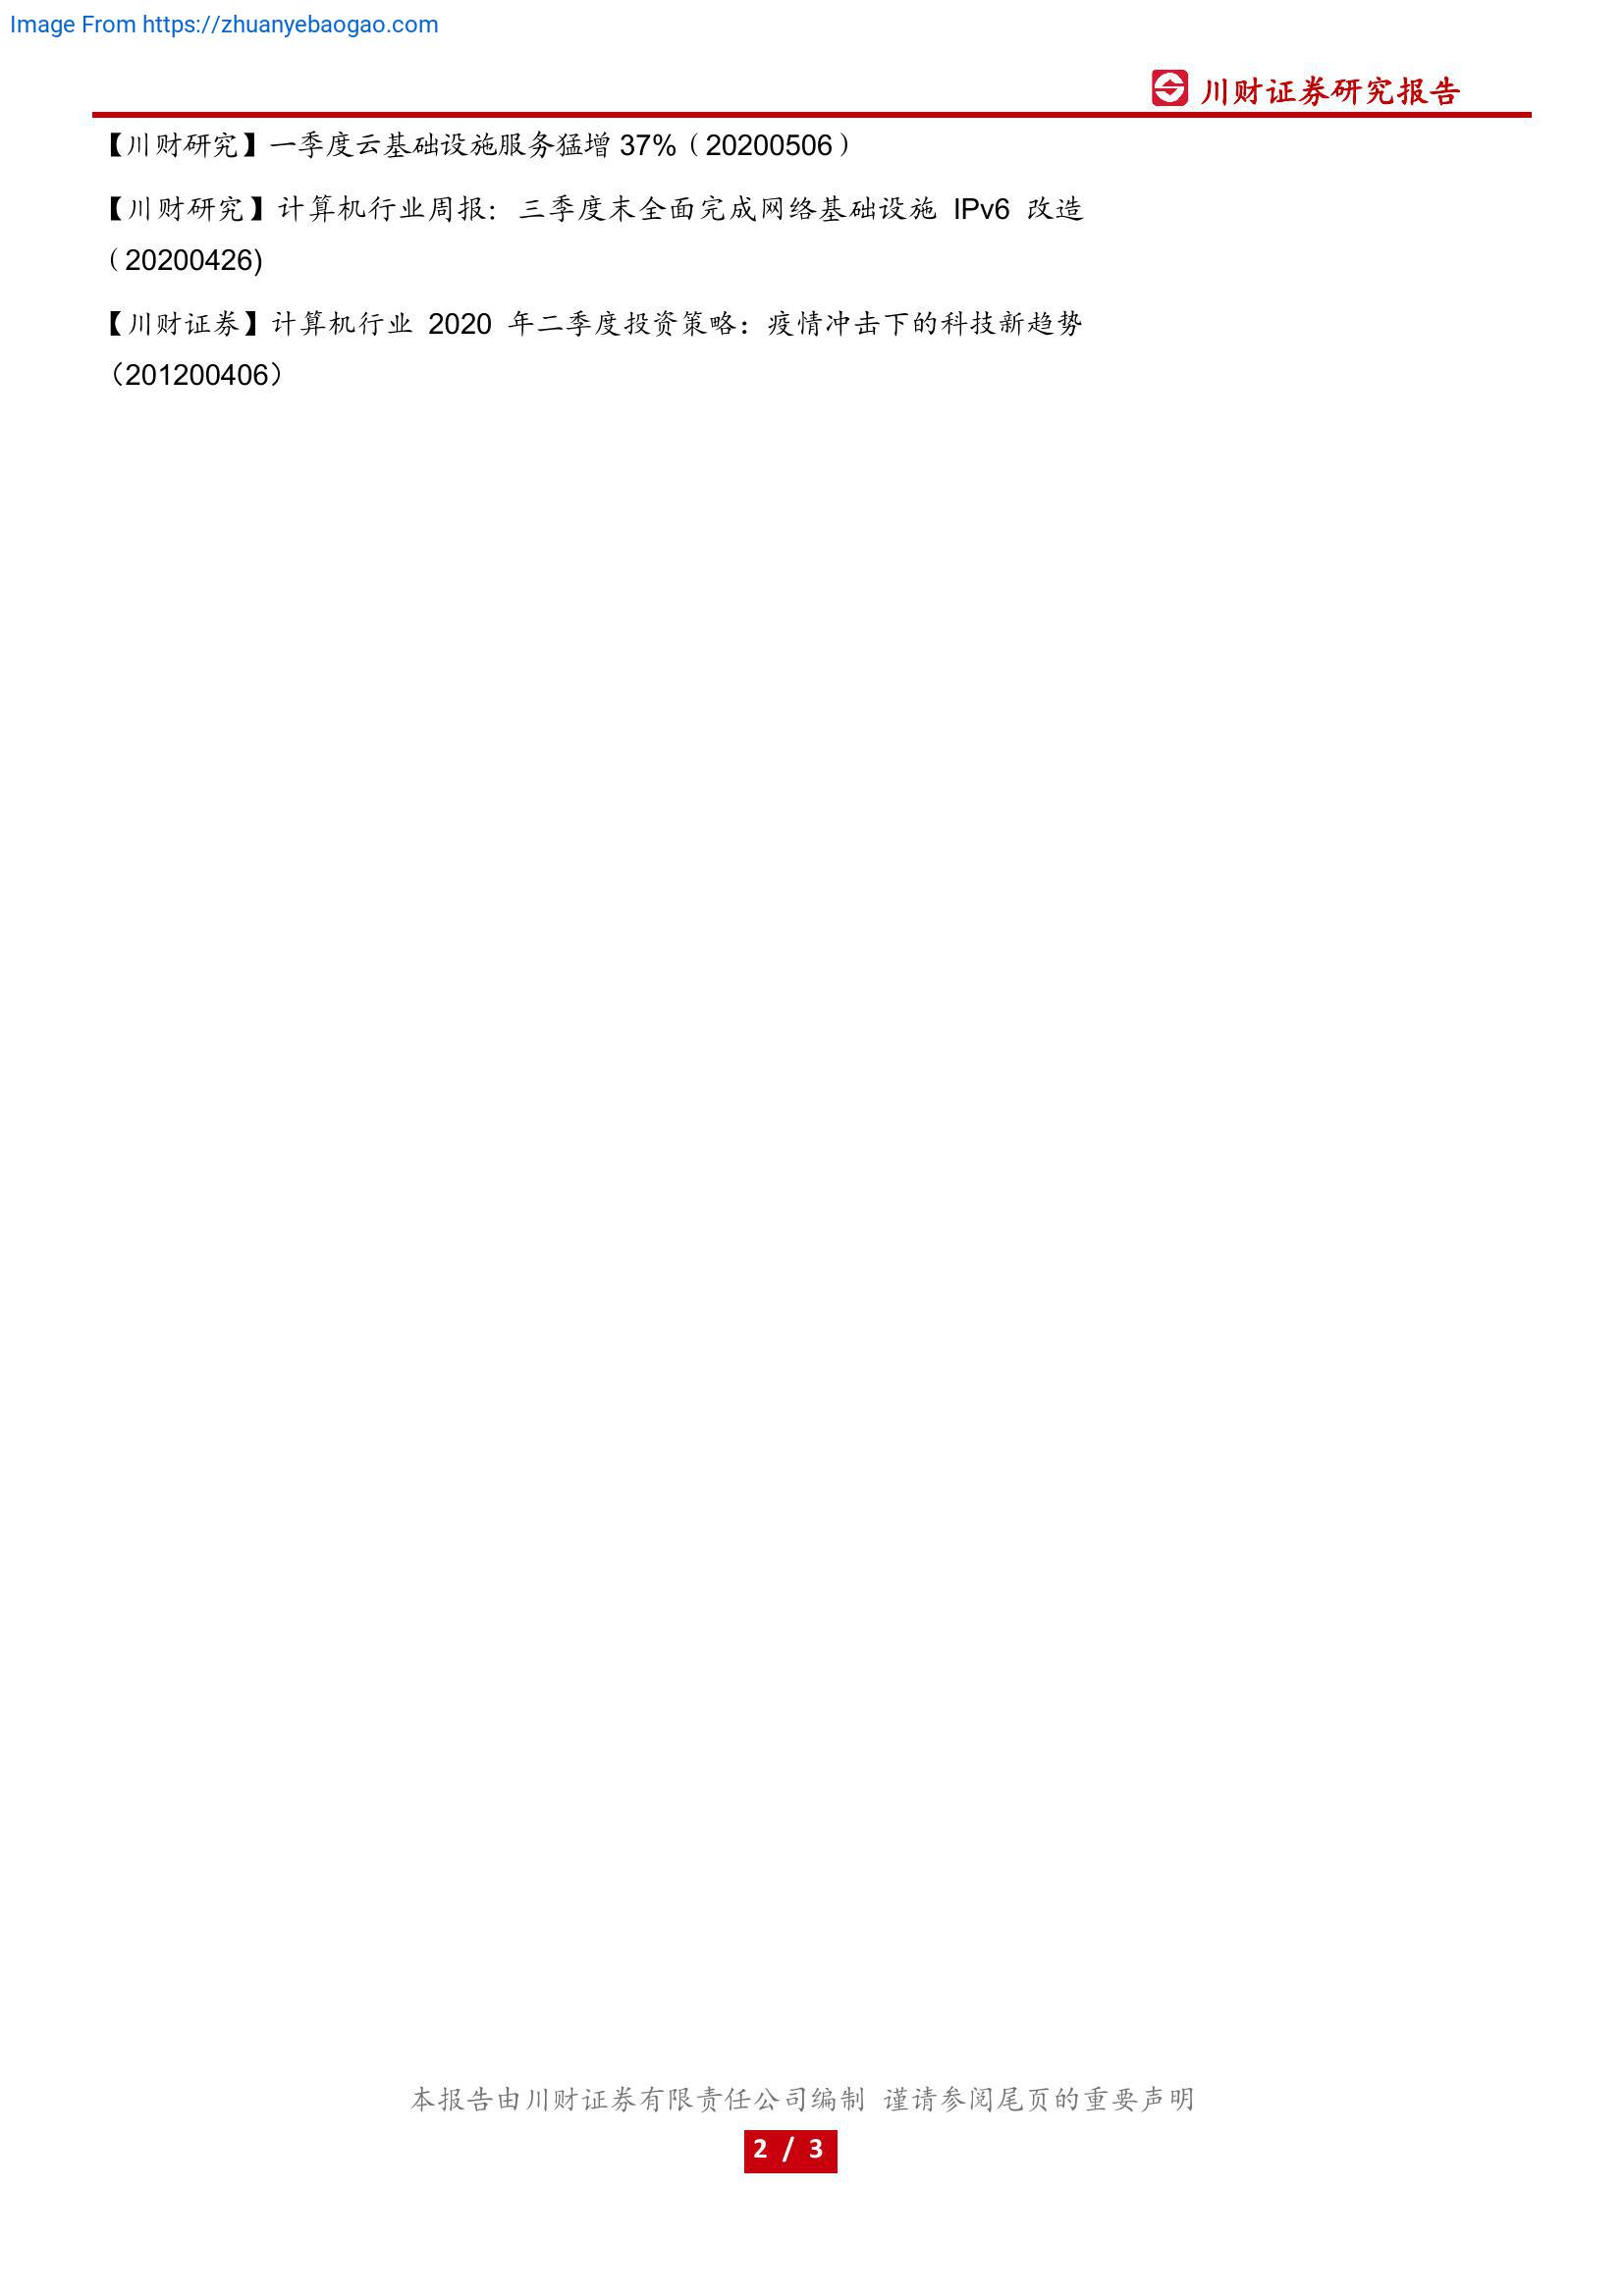 Image From https://zhuanyebaogao.com
川财证券研究报告
【川财研究】一季度云基础设施服务猛增 37%（20200506）
【川财研究】计算机行业周报：三季度末全面完成网络基础设施 IPv6 改造
（20200426)
【川财证券】计算机行业 2020 年二季度投资策略：疫情冲击下的科技新趋势
（201200406）
本报告由川财证券有限责任公司编制 谨请参阅尾页的重要声明
2 / 3